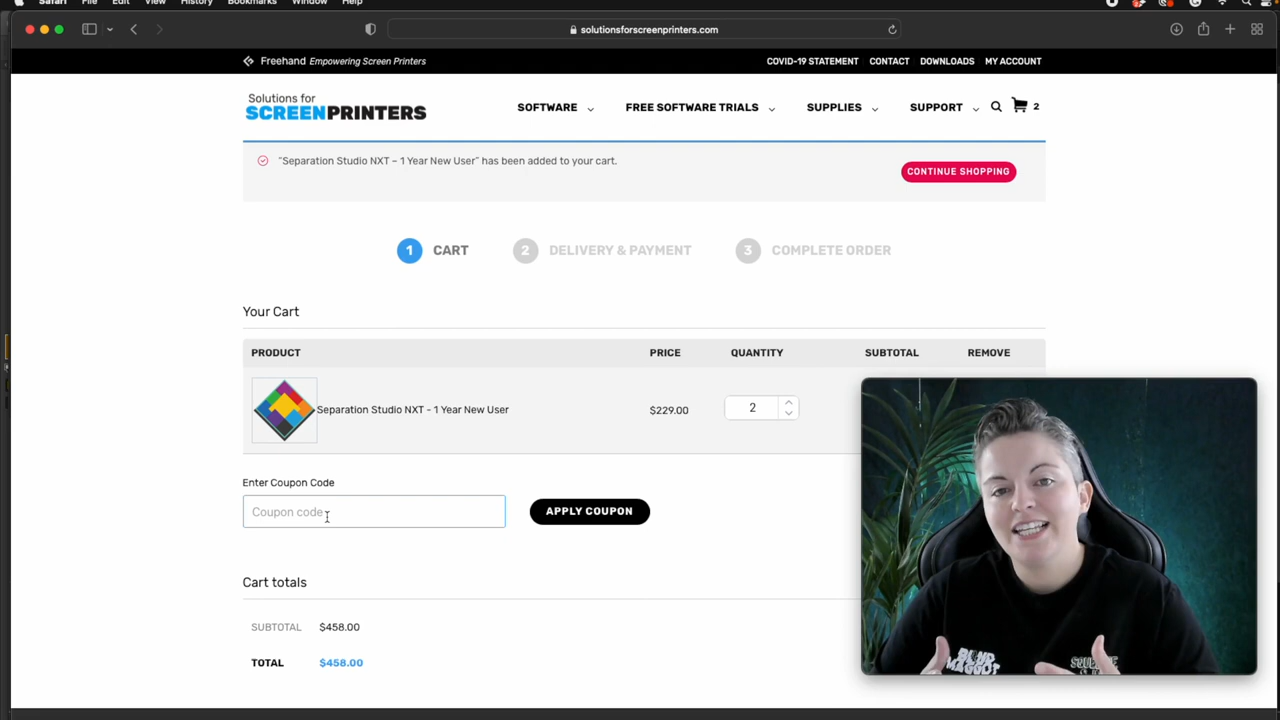 Safari File Edit View History Bookmarks Window Help
solutionsforscreenprinters.com
Freehand Empowering Screen Printers
COVID-19 STATEMENT CONTACT DOWNLOADS MY ACCOUNT
Solutions for
SCREENPRINTERS
SOFTWARE FREE SOFTWARE TRIALS SUPPLIES SUPPORT 2
“Separation Studio NXT – 1 Year New User” has been added to your cart.
CONTINUE SHOPPING
1 CART 2 DELIVERY & PAYMENT 3 COMPLETE ORDER
Your Cart
PRODUCT PRICE QUANTITY SUBTOTAL REMOVE
Separation Studio NXT - 1 Year New User $229.00 2
Enter Coupon Code
Coupon code
APPLY COUPON
Cart totals
SUBTOTAL $458.00
TOTAL $458.00
MAGGOT